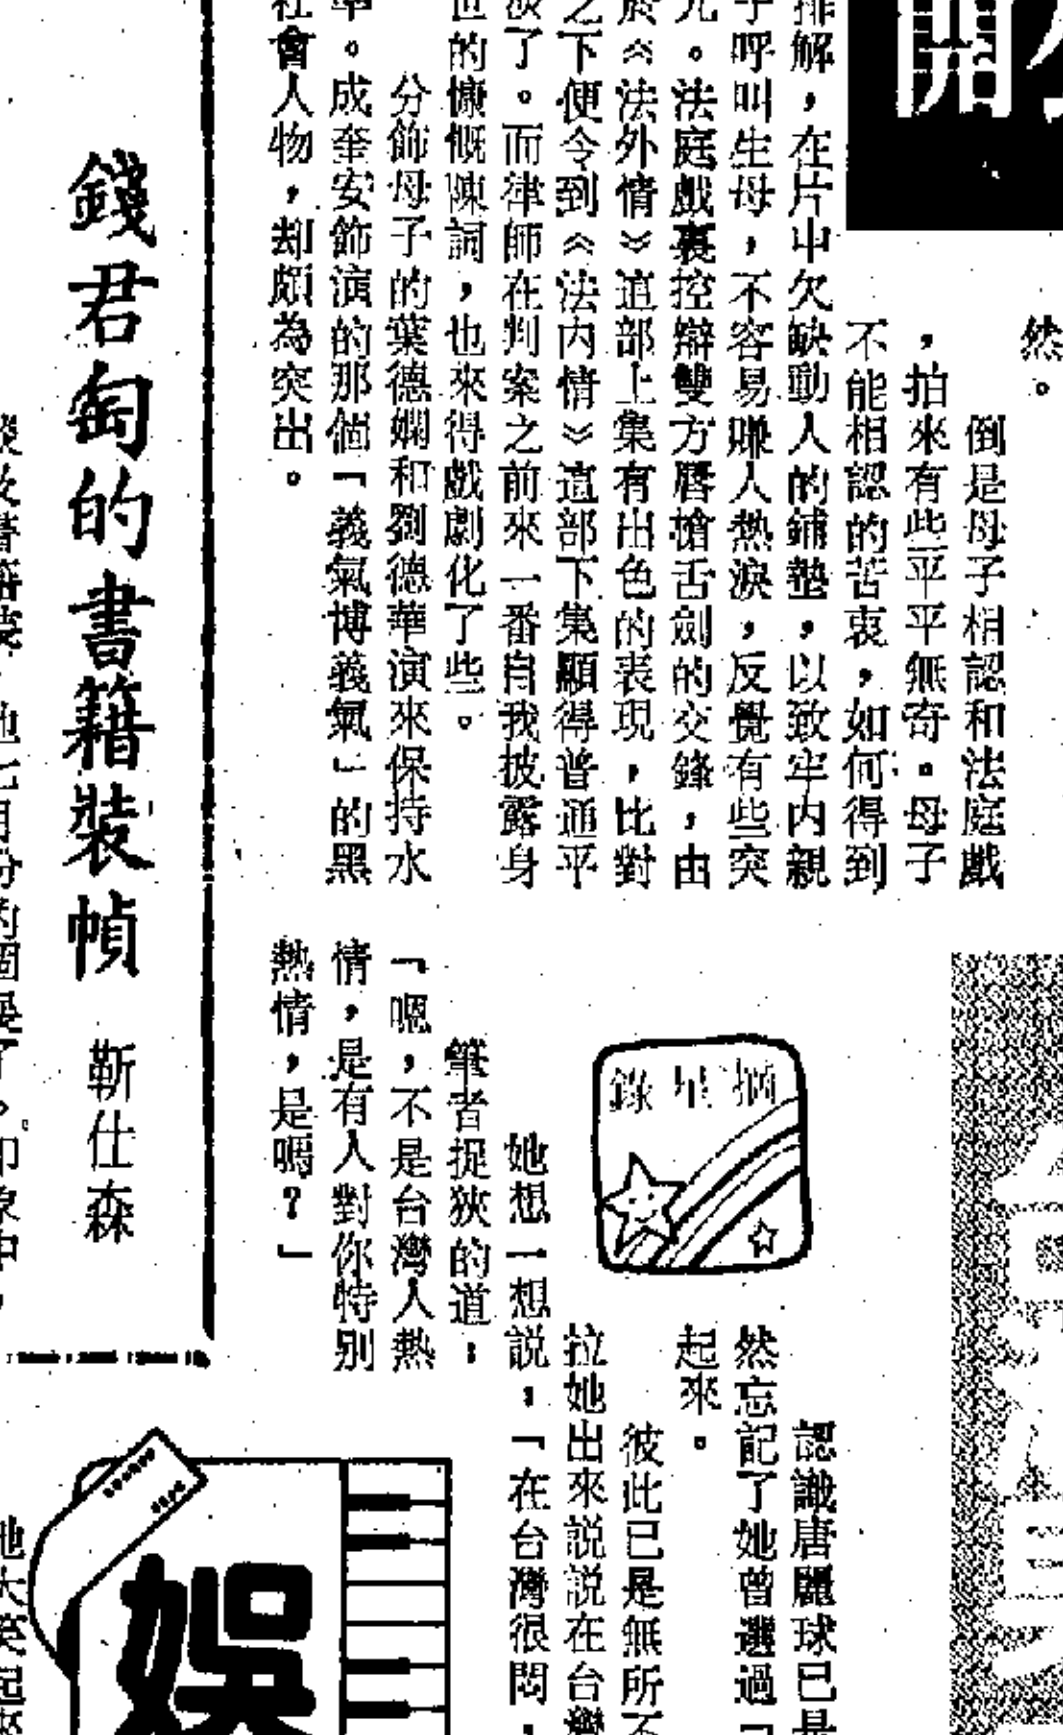 然。
倒是母子相認和法庭戲
，拍來有些平平無奇。母子
不能相認的苦衷，如何得到
排解，在片中欠缺動人的鋪墊，以致牢内親
子呼叫生母，不容易賺人熱淚，反覺有些突
兀。法庭戲裏控辯雙方唇槍舌劍的交鋒，由
於《法外情》這部上集有出色的表現，比對
之下便令到《法内情》這部下集顯得普通平
淡了。而律師在判案之前來一番自我披露身
世的慷慨陳詞，也來得戲劇化了些。
分飾母子的葉德嫻和劉德華演來保持水
準。成奎安飾演的那個「義氣博義氣」的黑
社會人物，却頗為突出。
錢君匋的書籍裝幀
靳仕森
摘星錄
認識唐麗球已是
然忘記了她曾選過「
起來。
彼此已是無所不
拉她出來説説在台灣
她想一想説：「在台灣很悶，
筆者捉狹的道：
「嗯，不是台灣人熱
情，是有人對你特別
熱情，是嗎？」
娛